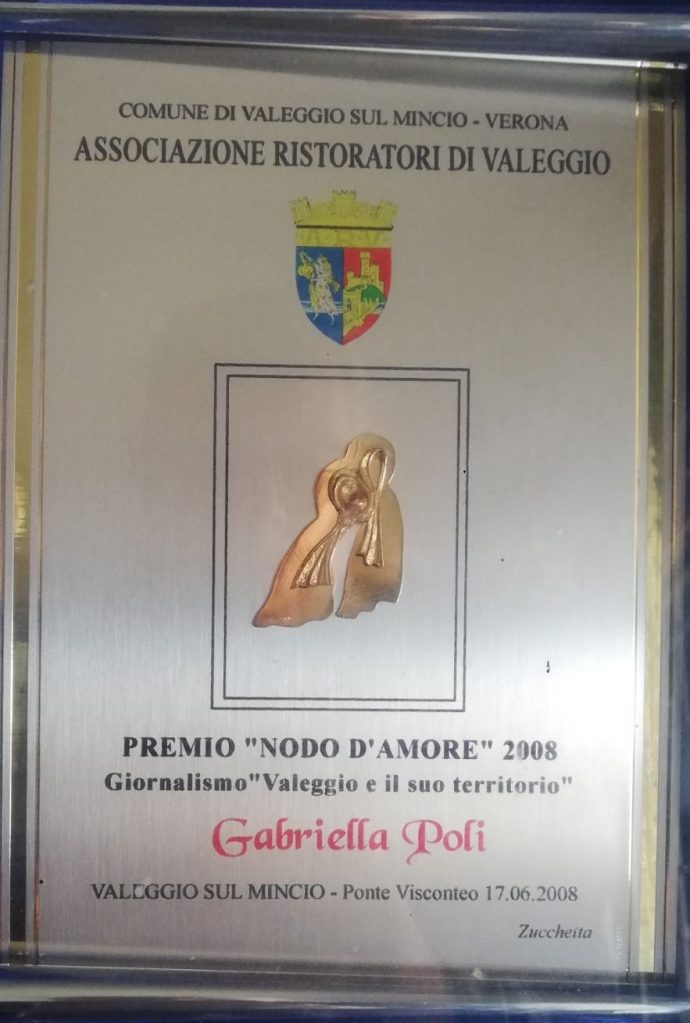 COMUNE DI VALEGGIO SUL MINCIO - VERONA
ASSOCIAZIONE RISTORATORI DI VALEGGIO
PREMIO "NODO D'AMORE" 2008
Giornalismo"Valeggio e il suo territorio"
Gabriella Poli
VALEGGIO SUL MINCIO - Ponte Visconteo 17.06.2008
Zucchetta